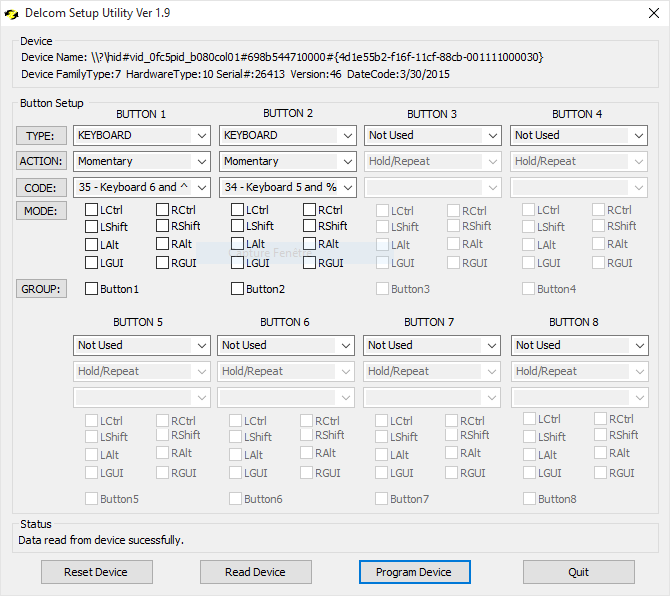 Delcom Setup Utility Ver 1.9
Device
Device Name: \\?\hid#vid_0fc5pid_b080col01#698b544710000#{4d1e55b2-f16f-11cf-88cb-001111000030}
Device FamilyType:7 HardwareType:10 Serial#:26413 Version:46 DateCode:3/30/2015
Button Setup
BUTTON 1 BUTTON 2 BUTTON 3 BUTTON 4
TYPE: KEYBOARD KEYBOARD Not Used Not Used
ACTION: Momentary Momentary Hold/Repeat Hold/Repeat
CODE: 35 - Keyboard 6 and ^ 34 - Keyboard 5 and %
MODE: LCtrl RCtrl LCtrl RCtrl LCtrl RCtrl LCtrl RCtrl
LShift RShift LShift RShift LShift RShift LShift RShift
LAlt RAlt LAlt RAlt LAlt RAlt LAlt RAlt
Capture Fenêtre
LGUI RGUI LGUI RGUI LGUI RGUI LGUI RGUI
GROUP: Button1 Button2 Button3 Button4
BUTTON 5 BUTTON 6 BUTTON 7 BUTTON 8
Not Used Not Used Not Used Not Used
Hold/Repeat Hold/Repeat Hold/Repeat Hold/Repeat
LCtrl RCtrl LCtrl RCtrl LCtrl RCtrl LCtrl RCtrl
LShift RShift LShift RShift LShift RShift LShift RShift
LAlt RAlt LAlt RAlt LAlt RAlt LAlt RAlt
LGUI RGUI LGUI RGUI LGUI RGUI LGUI RGUI
Button5 Button6 Button7 Button8
Status
Data read from device sucessfully.
Reset Device Read Device Program Device Quit